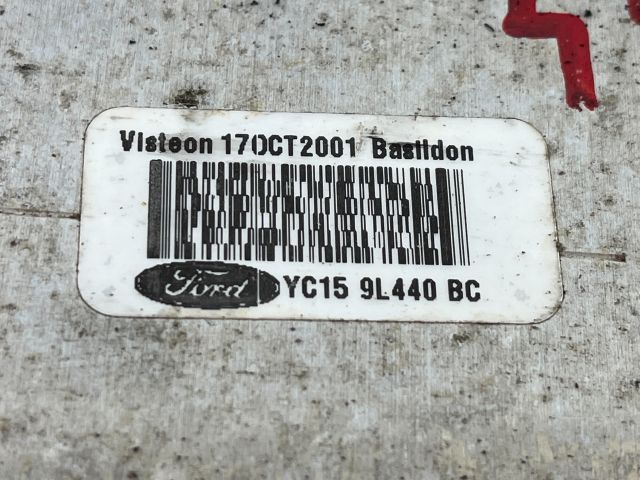 Visteon 17OCT2001 Basildon
Ford YC15 9L440 BC